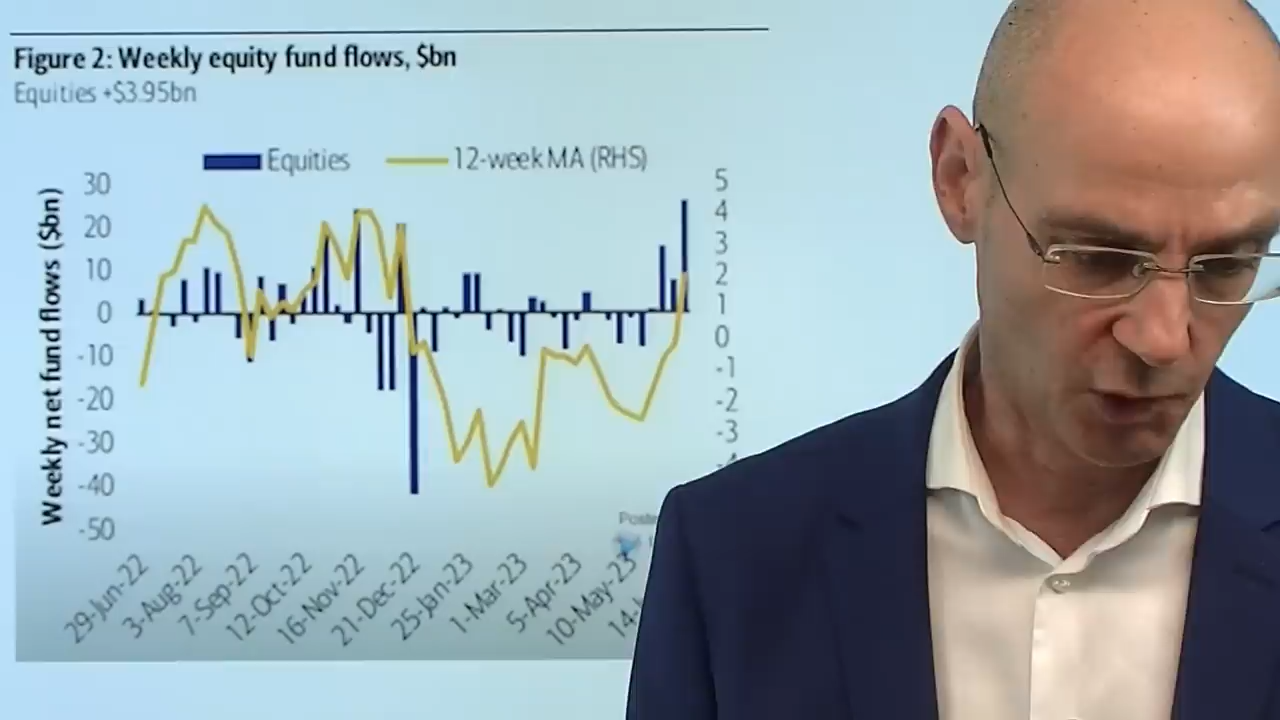 Figure 2: Weekly equity fund flows, $bn
Equities +$3.95bn
Equities
12-week MA (RHS)
Weekly net fund flows ($bn)
30
20
10
0
-10
-20
-30
-40
-50
5
4
3
2
1
0
-1
-2
-3
29-Jun-22
3-Aug-22
7-Sep-22
12-Oct-22
16-Nov-22
21-Dec-22
25-Jan-23
1-Mar-23
5-Apr-23
10-May-23